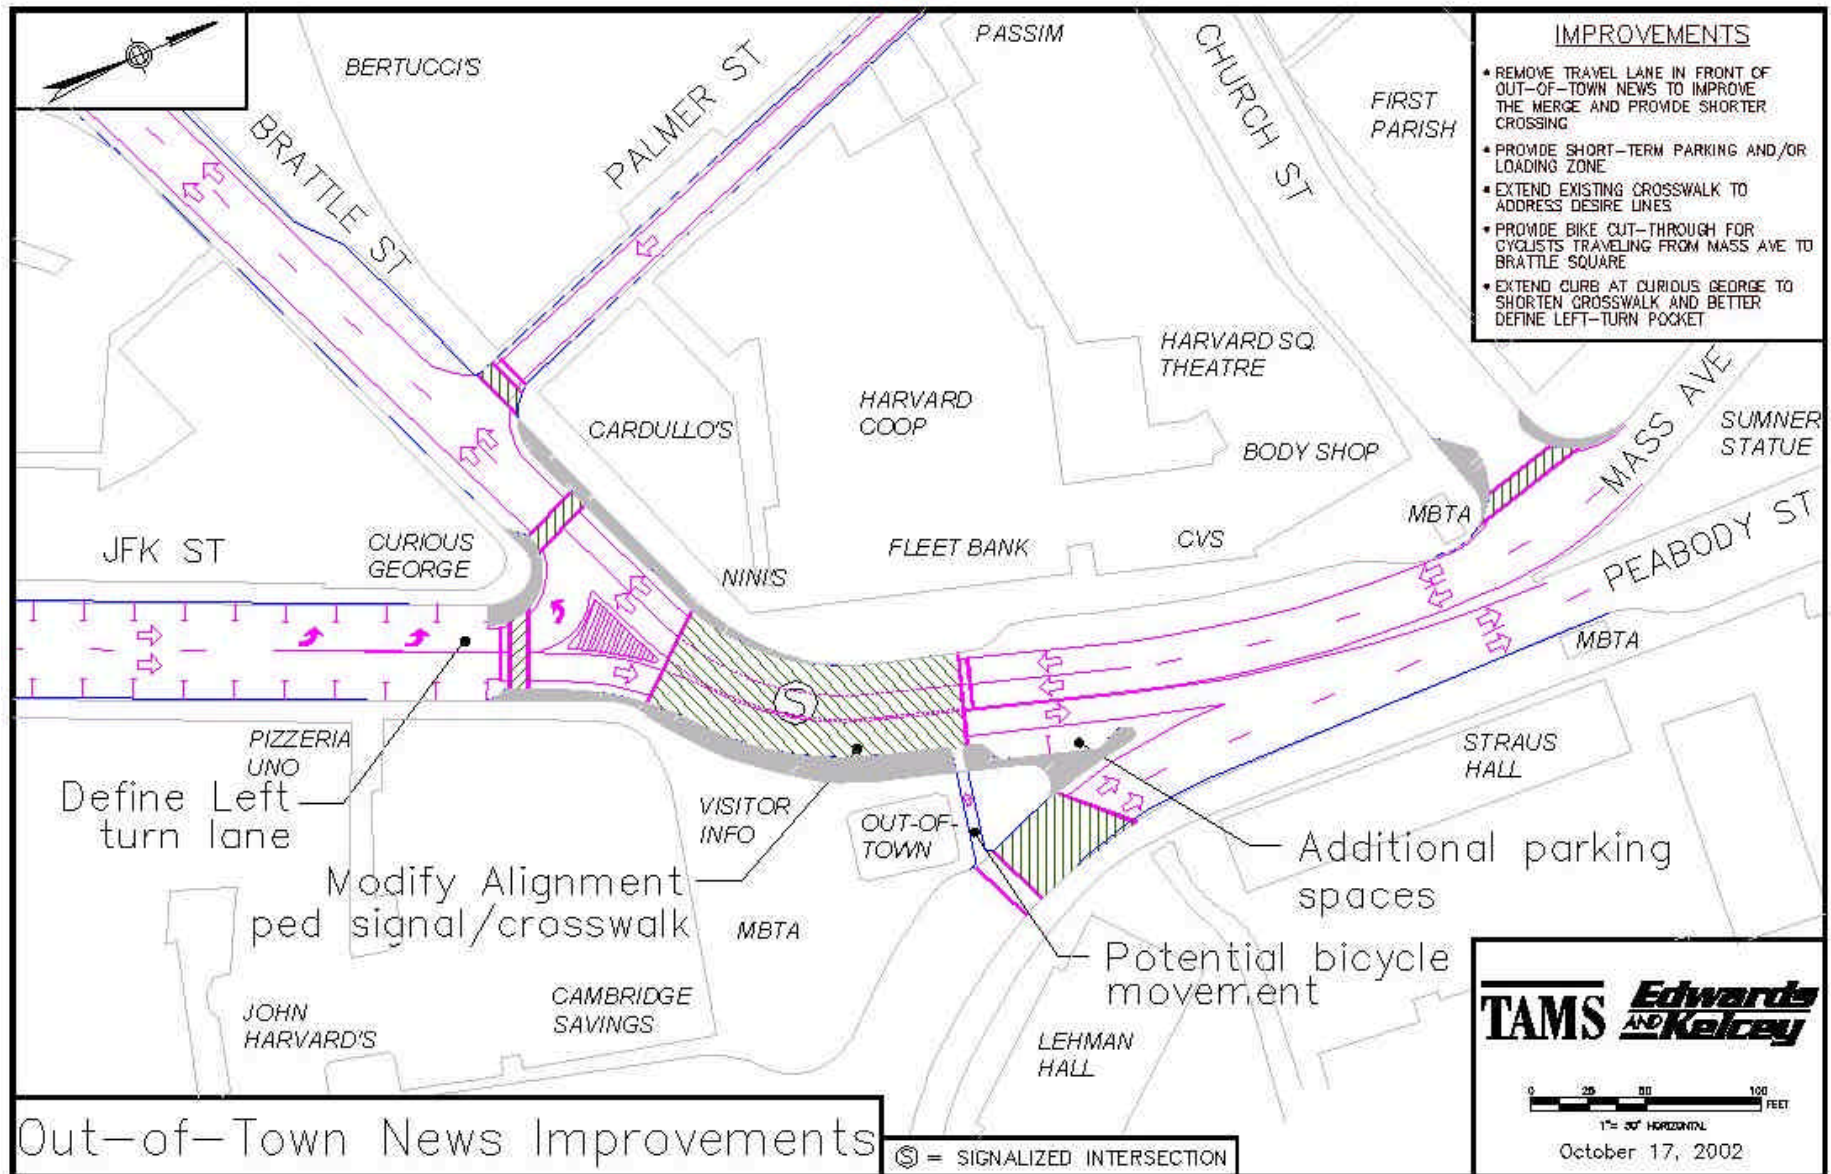 BERTUCCI'S
PASSIM
BRATTLE ST
PALMER ST
CHURCH ST
FIRST
PARISH
IMPROVEMENTS
• REMOVE TRAVEL LANE IN FRONT OF
OUT-OF-TOWN NEWS TO IMPROVE
THE MERGE AND PROVIDE SHORTER
CROSSING
• PROVIDE SHORT-TERM PARKING AND/OR
LOADING ZONE
• EXTEND EXISTING CROSSWALK TO
ADDRESS DESIRE LINES
• PROVIDE BIKE CUT-THROUGH FOR
CYCLISTS TRAVELING FROM MASS AVE TO
BRATTLE SQUARE
• EXTEND CURB AT CURIOUS GEORGE TO
SHORTEN CROSSWALK AND BETTER
DEFINE LEFT-TURN POCKET
HARVARD SQ.
THEATRE
CARDULLO'S
HARVARD
COOP
BODY SHOP
MASS AVE
SUMNER
STATUE
JFK ST
CURIOUS
GEORGE
NINI'S
FLEET BANK
CVS
MBTA
PEABODY ST
MBTA
S
PIZZERIA
UNO
STRAUS
HALL
Define Left
turn lane
VISITOR
INFO
OUT-OF-
TOWN
Additional parking
spaces
Modify Alignment
ped signal/crosswalk
MBTA
Potential bicycle
movement
JOHN
HARVARD'S
CAMBRIDGE
SAVINGS
LEHMAN
HALL
TAMS
Edwards
AND Kelcey
0 25 50 100
FEET
1"= 50' HORIZONTAL
October 17, 2002
Out-of-Town News Improvements
Ⓢ = SIGNALIZED INTERSECTION